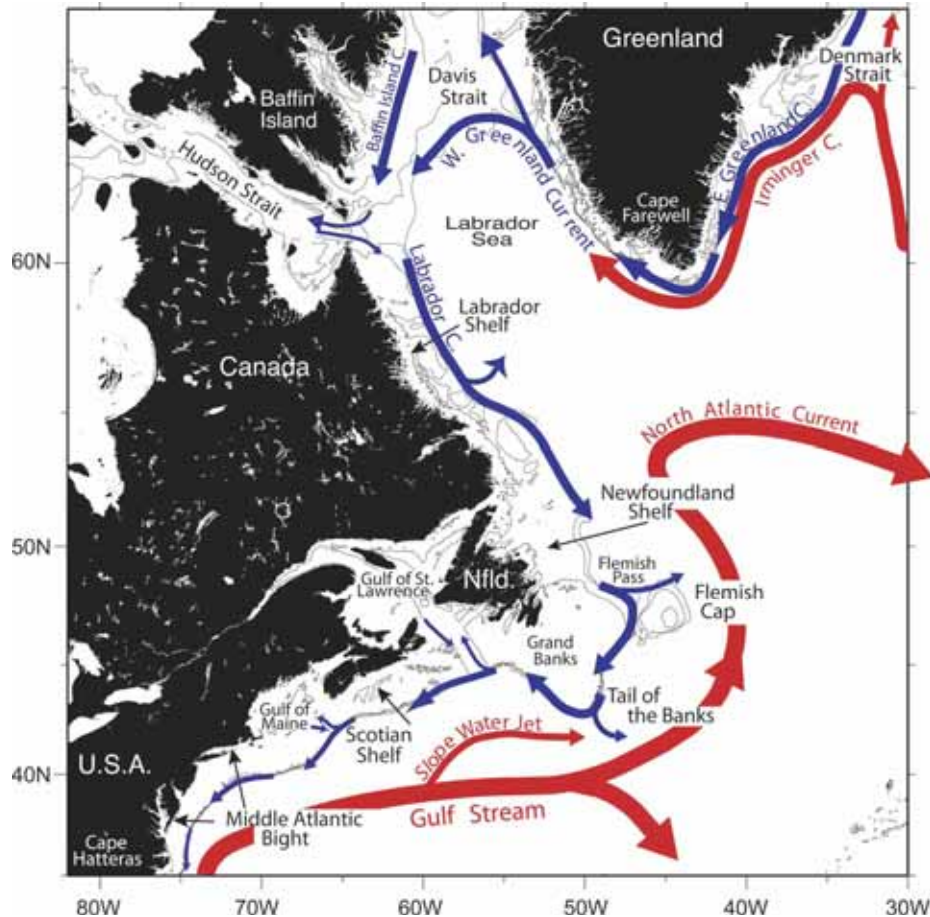 Greenland
Denmark
Strait
Davis
Strait
Baffin Island C.
Baffin
Island
E. Greenland C.
Irminger C.
W. Greenland Current
Hudson Strait
Cape
Farewell
Labrador
Sea
60N
Labrador C.
Labrador
Shelf
Canada
North Atlantic Current
Newfoundland
Shelf
50N
Gulf of St.
Lawrence
Nfld.
Flemish
Pass
Flemish
Cap
Grand
Banks
Tail of
the Banks
Gulf of
Maine
Scotian
Shelf
Slope Water Jet
U.S.A.
40N
Gulf Stream
Middle Atlantic
Bight
Cape
Hatteras
80W
70W
60W
50W
40W
30W